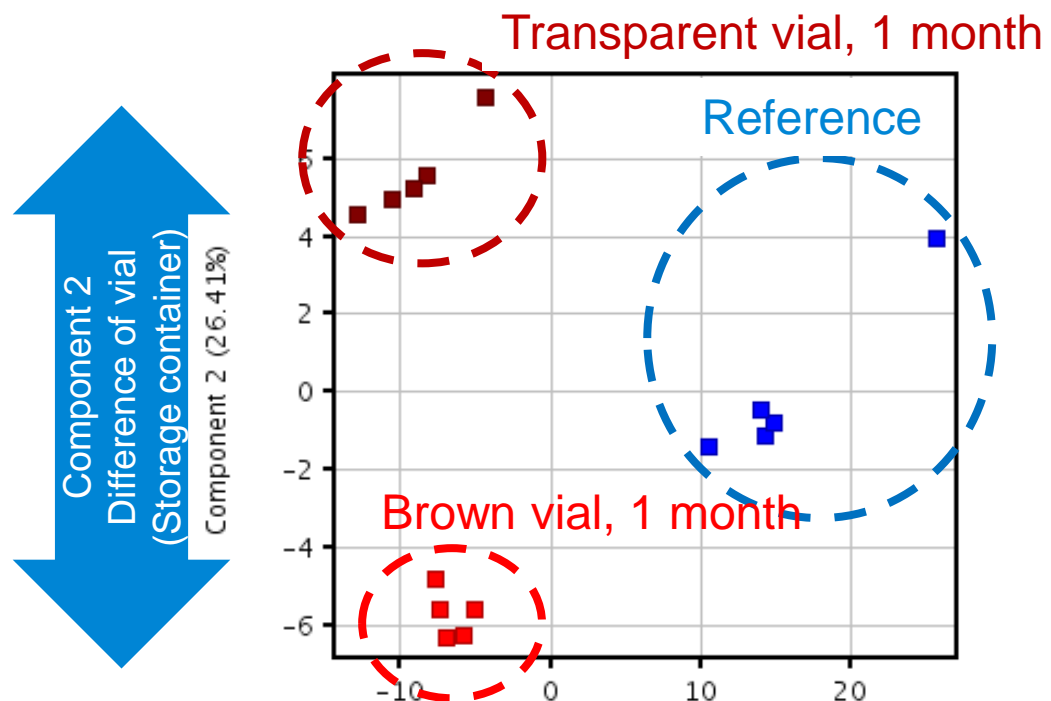 Transparent vial, 1 month
Reference
Brown vial, 1 month
Component 2
Difference of vial
(Storage container)
Component 2 (26.41%)
6
4
2
0
−2
−4
−6
−10
0
10
20